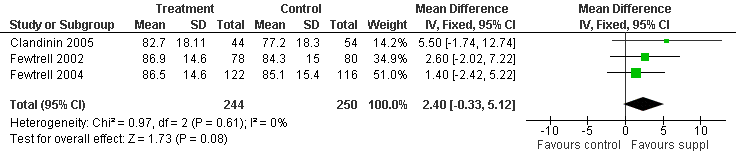 Treatment Control Mean Difference Mean Difference
Study or Subgroup Mean SD Total Mean SD Total Weight IV, Fixed, 95% CI IV, Fixed, 95% CI
Clandinin 2005 82.7 18.11 44 77.2 18.3 54 14.2% 5.50 [-1.74, 12.74]
Fewtrell 2002 86.9 14.6 78 84.3 15 80 34.9% 2.60 [-2.02, 7.22]
Fewtrell 2004 86.5 14.6 122 85.1 15.4 116 51.0% 1.40 [-2.42, 5.22]
Total (95% CI) 244 250 100.0% 2.40 [-0.33, 5.12]
Heterogeneity: Chi² = 0.97, df = 2 (P = 0.61); I² = 0%
Test for overall effect: Z = 1.73 (P = 0.08)
-10 -5 0 5 10
Favours control Favours suppl